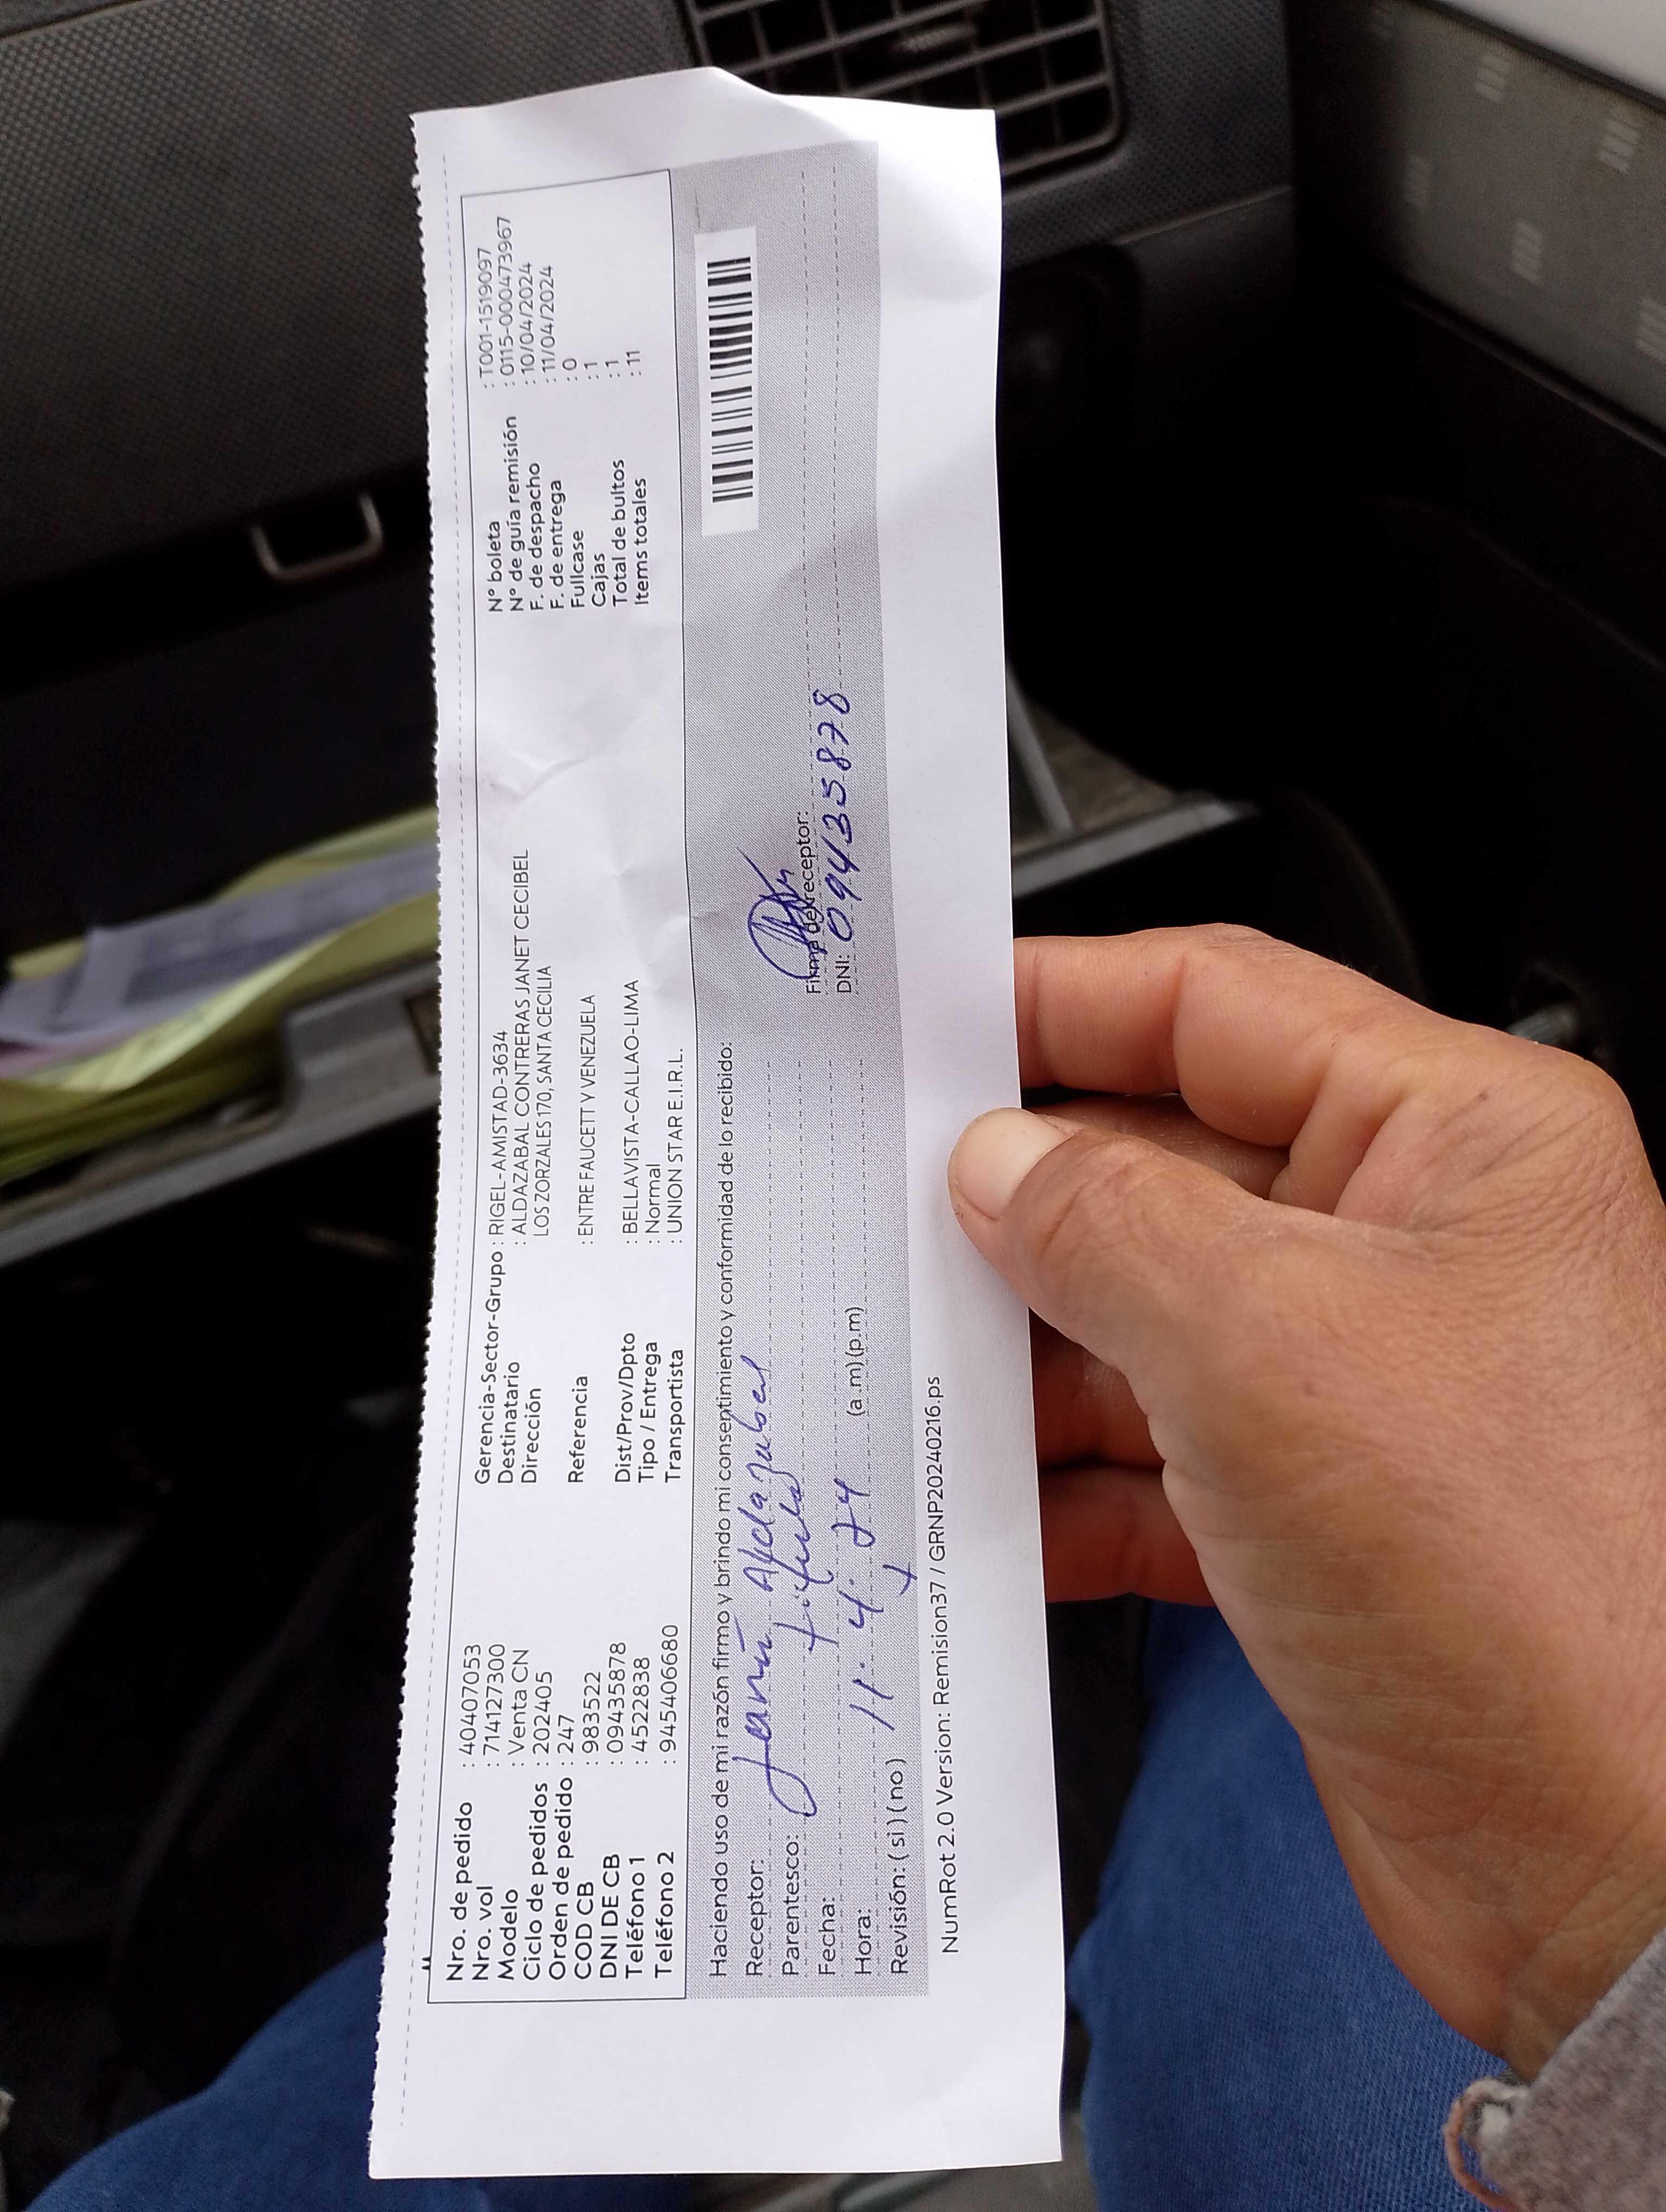 Nro. de pedido : 40407053
Nro. vol : 714127300
Modelo : Venta CN
Ciclo de pedidos : 202405
Orden de pedido : 247
COD CB : 983522
DNI DE CB : 09435878
Teléfono 1 : 4522838
Teléfono 2 : 945406680
Gerencia-Sector-Grupo : RIGEL-AMISTAD-3634
Destinatario : ALDAZABAL CONTRERAS JANET CECIBEL
Dirección LOS ZORZALES 170, SANTA CECILIA
Referencia : ENTRE FAUCETT Y VENEZUELA
Dist/Prov/Dpto : BELLAVISTA-CALLAO-LIMA
Tipo / Entrega : Normal
Transportista : UNION STAR E.I.R.L.
N° boleta : T001-1519097
N° de guía remisión : 0115-0000473967
F. de despacho : 10/04/2024
F. de entrega : 11/04/2024
Fullcase : 0
Cajas : 1
Total de bultos : 1
Items totales : 11
Haciendo uso de mi razón firmo y brindo mi consentimiento y conformidad de lo recibido:
Receptor: Aldazabal
Parentesco:
Fecha: 11. 4. 24
Hora: (a.m)(p.m)
Revisión: (si) (no)
Firma del receptor:
DNI: 09435878
NumRot 2.0 Version: Remision37 / GRNP20240216.ps